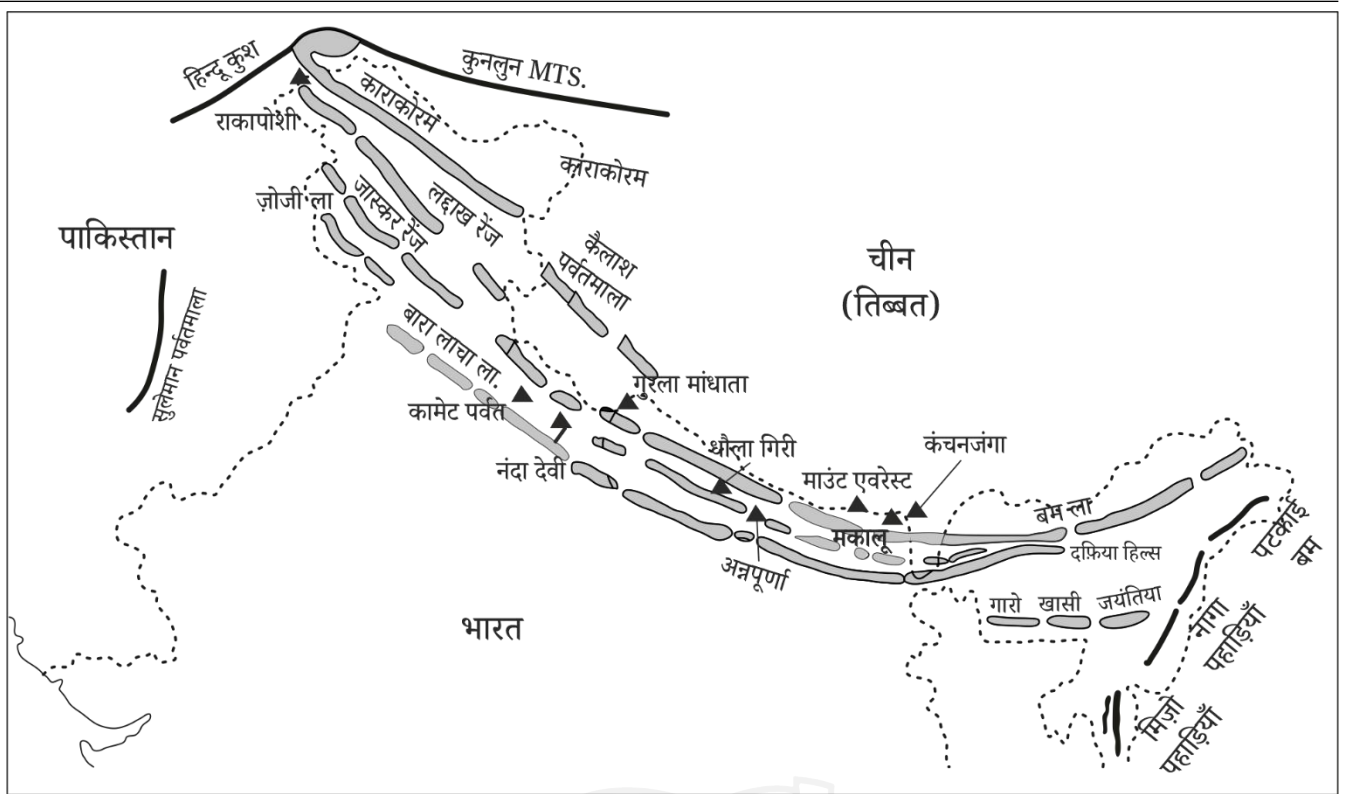 हिन्दू कुश
कुनलुन MTS.
काराकोरम
राकापोशी
काराकोरम
ज़ोजी ला
जास्कर रेंज
लद्दाख रेंज
पाकिस्तान
सुलेमान पर्वतमाला
कैलाश
पर्वतमाला
चीन
(तिब्बत)
बारा लाचा ला.
गुरला मांधाता
कामेट पर्वत
नंदा देवी
धौला गिरी
माउंट एवरेस्ट
कंचनजंगा
मकालू
अन्नपूर्णा
बम ला
दफ़िया हिल्स
पटकाई
बम
गारो खासी जयंतिया
नागा
पहाड़ियाँ
मिज़ो
पहाड़ियाँ
भारत